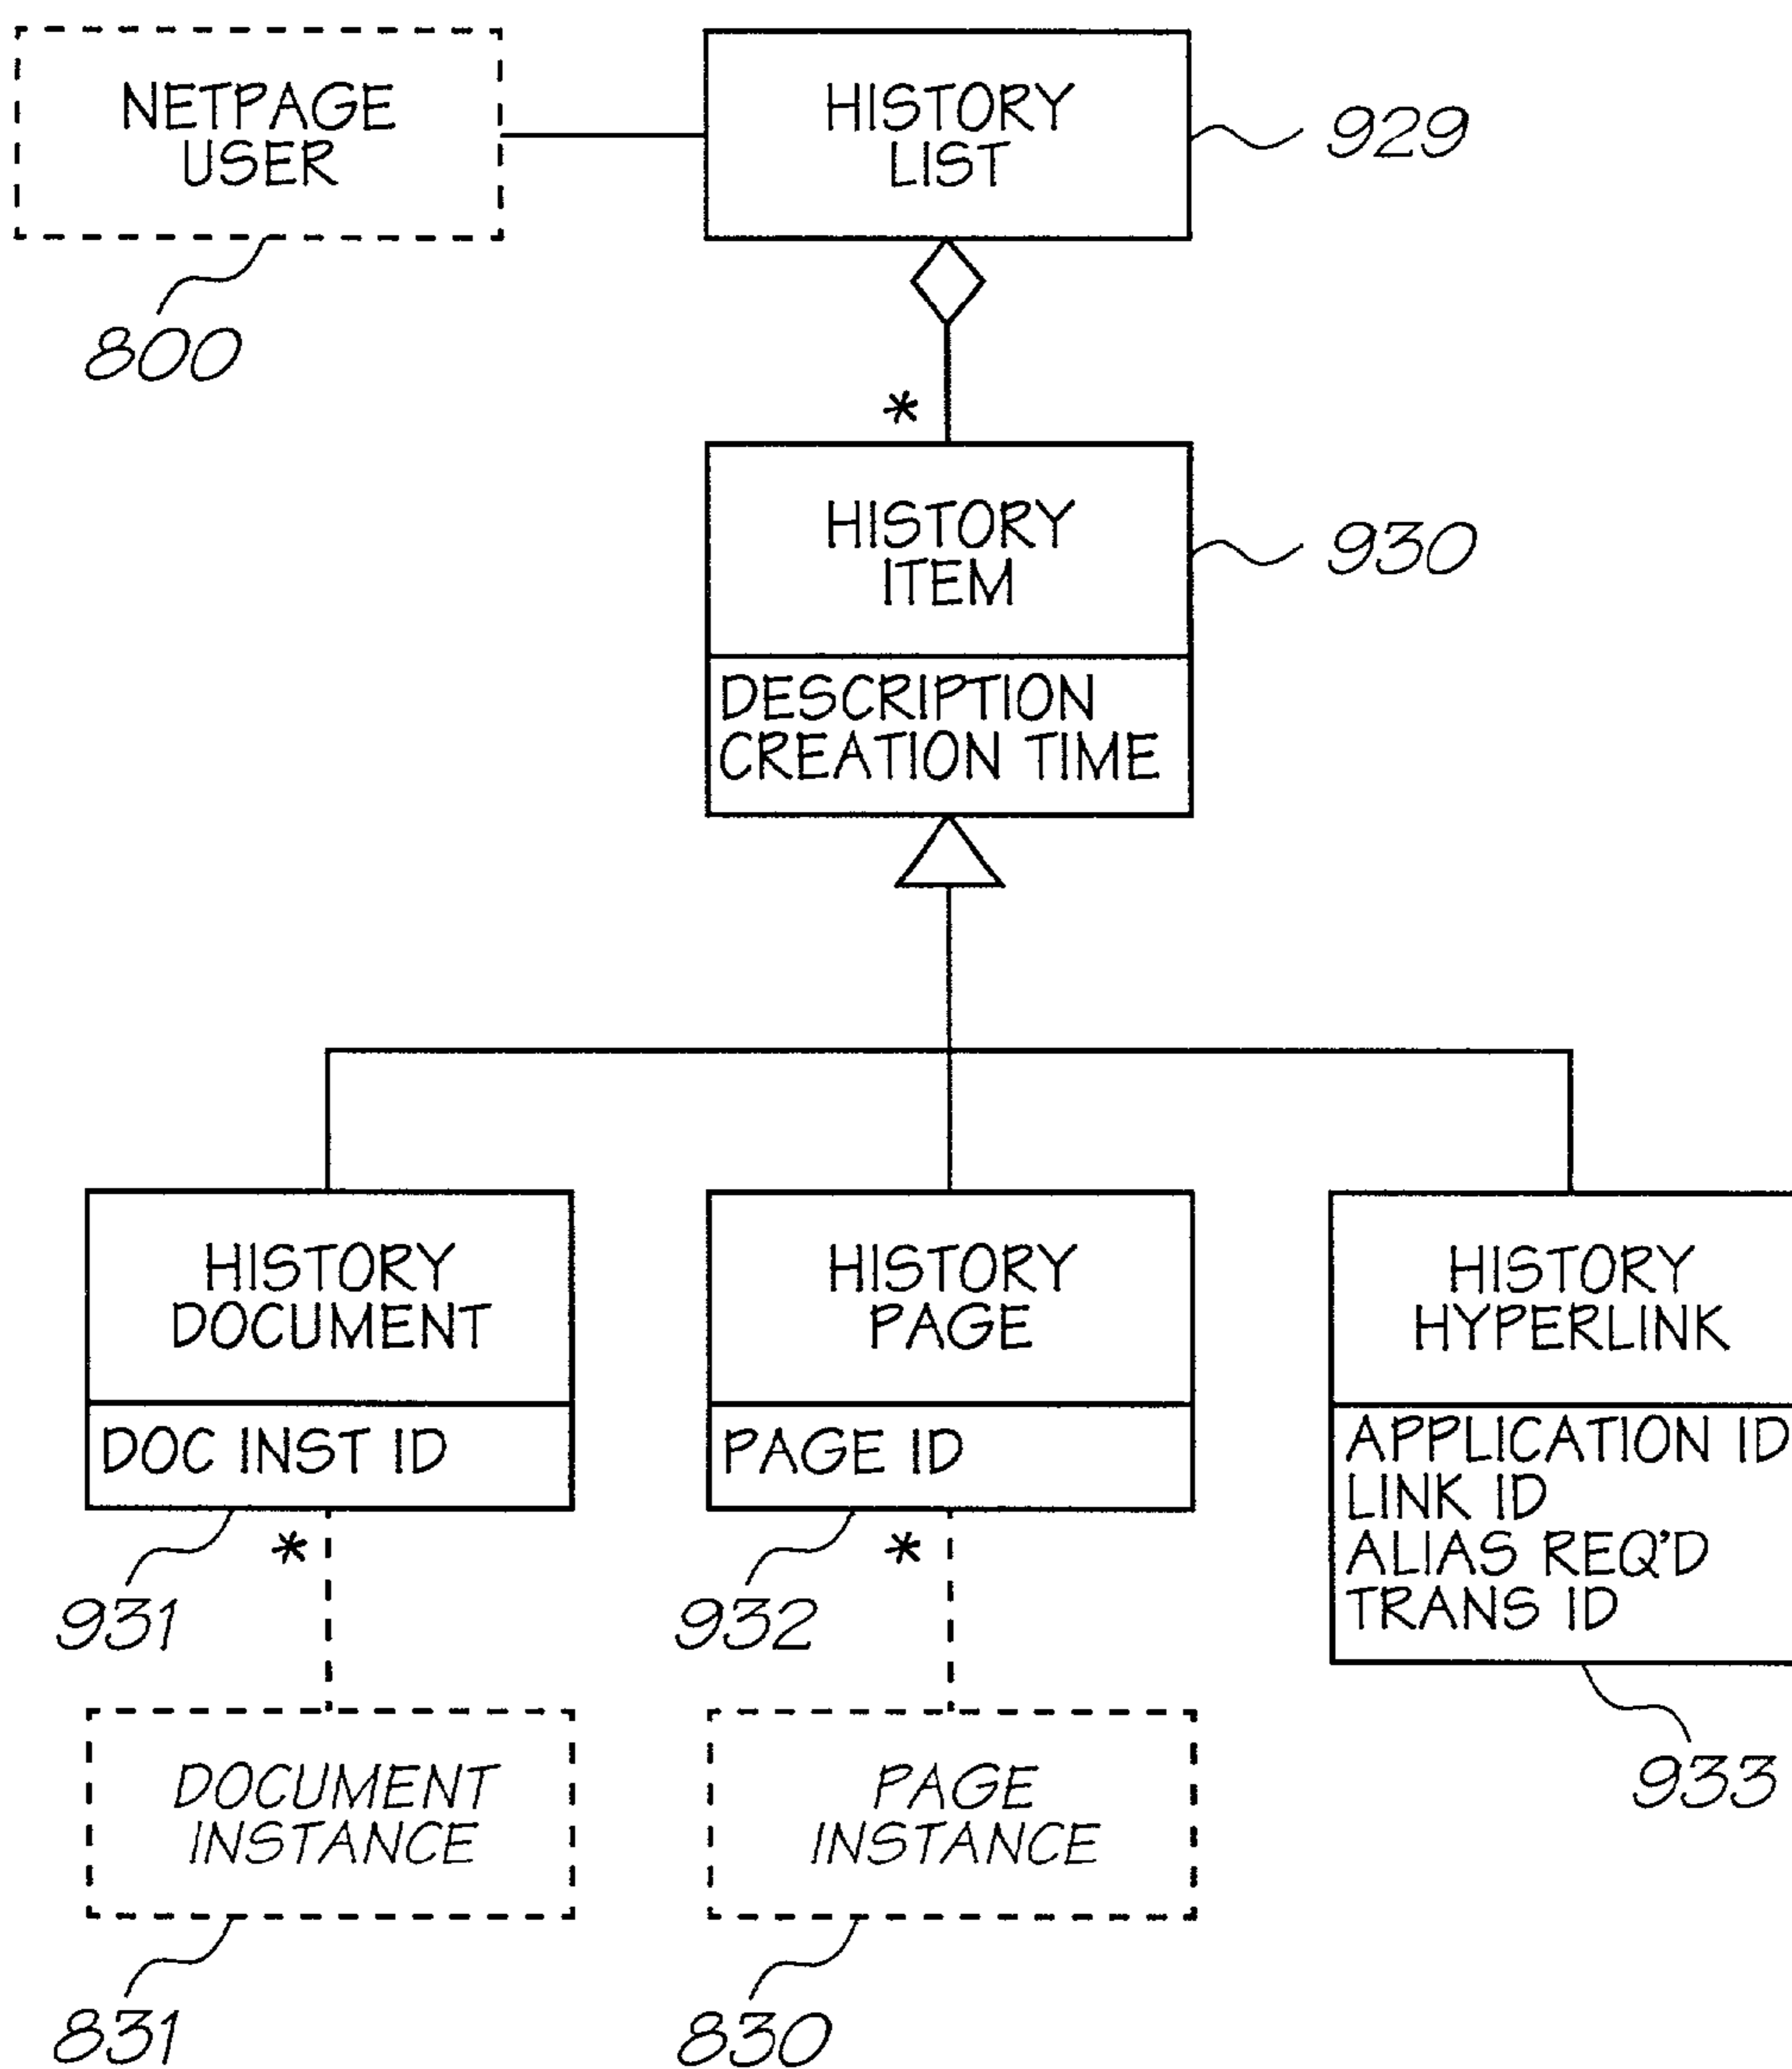 NETPAGE
USER
800
HISTORY
LIST
929
*
HISTORY
ITEM
930
DESCRIPTION
CREATION TIME
HISTORY
DOCUMENT
DOC INST ID
931
*
HISTORY
PAGE
PAGE ID
932
*
HISTORY
HYPERLINK
APPLICATION ID
LINK ID
ALIAS REQ'D
TRANS ID
933
DOCUMENT
INSTANCE
831
PAGE
INSTANCE
830